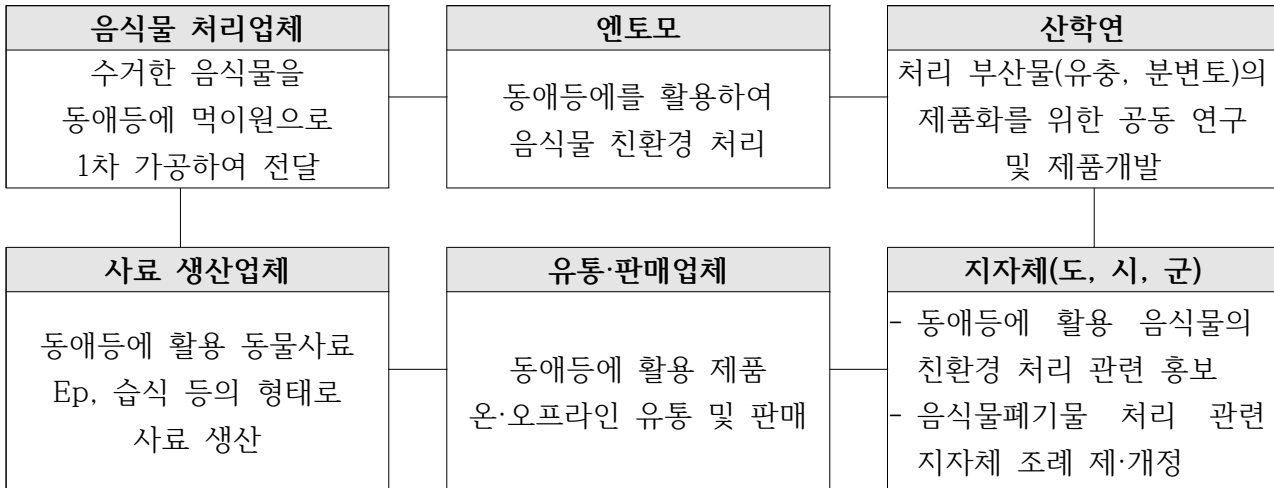 음식물 처리업체
수거한 음식물을
동애등에 먹이원으로
1차 가공하여 전달
엔토모
동애등에를 활용하여
음식물 친환경 처리
산학연
처리 부산물(유충, 분변토)의
제품화를 위한 공동 연구
및 제품개발
사료 생산업체
동애등에 활용 동물사료
Ep, 습식 등의 형태로
사료 생산
유통·판매업체
동애등에 활용 제품
온·오프라인 유통 및 판매
지자체(도, 시, 군)
- 동애등에 활용 음식물의
친환경 처리 관련 홍보
- 음식물폐기물 처리 관련
지자체 조례 제·개정